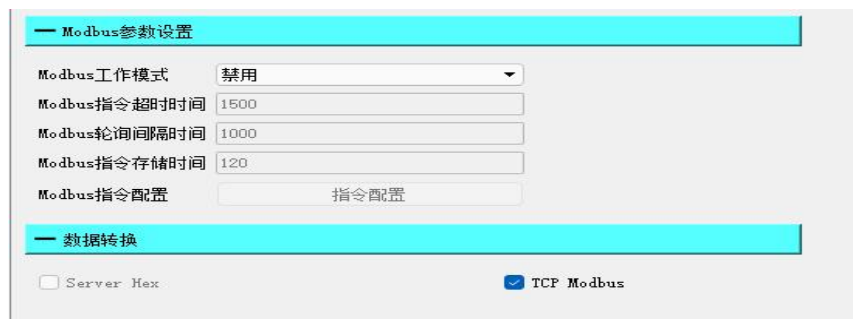 一 Modbus参数设置
Modbus工作模式 禁用
Modbus指令超时时间 1500
Modbus轮询间隔时间 1000
Modbus指令存储时间 120
Modbus指令配置 指令配置
一 数据转换
Server Hex TCP Modbus